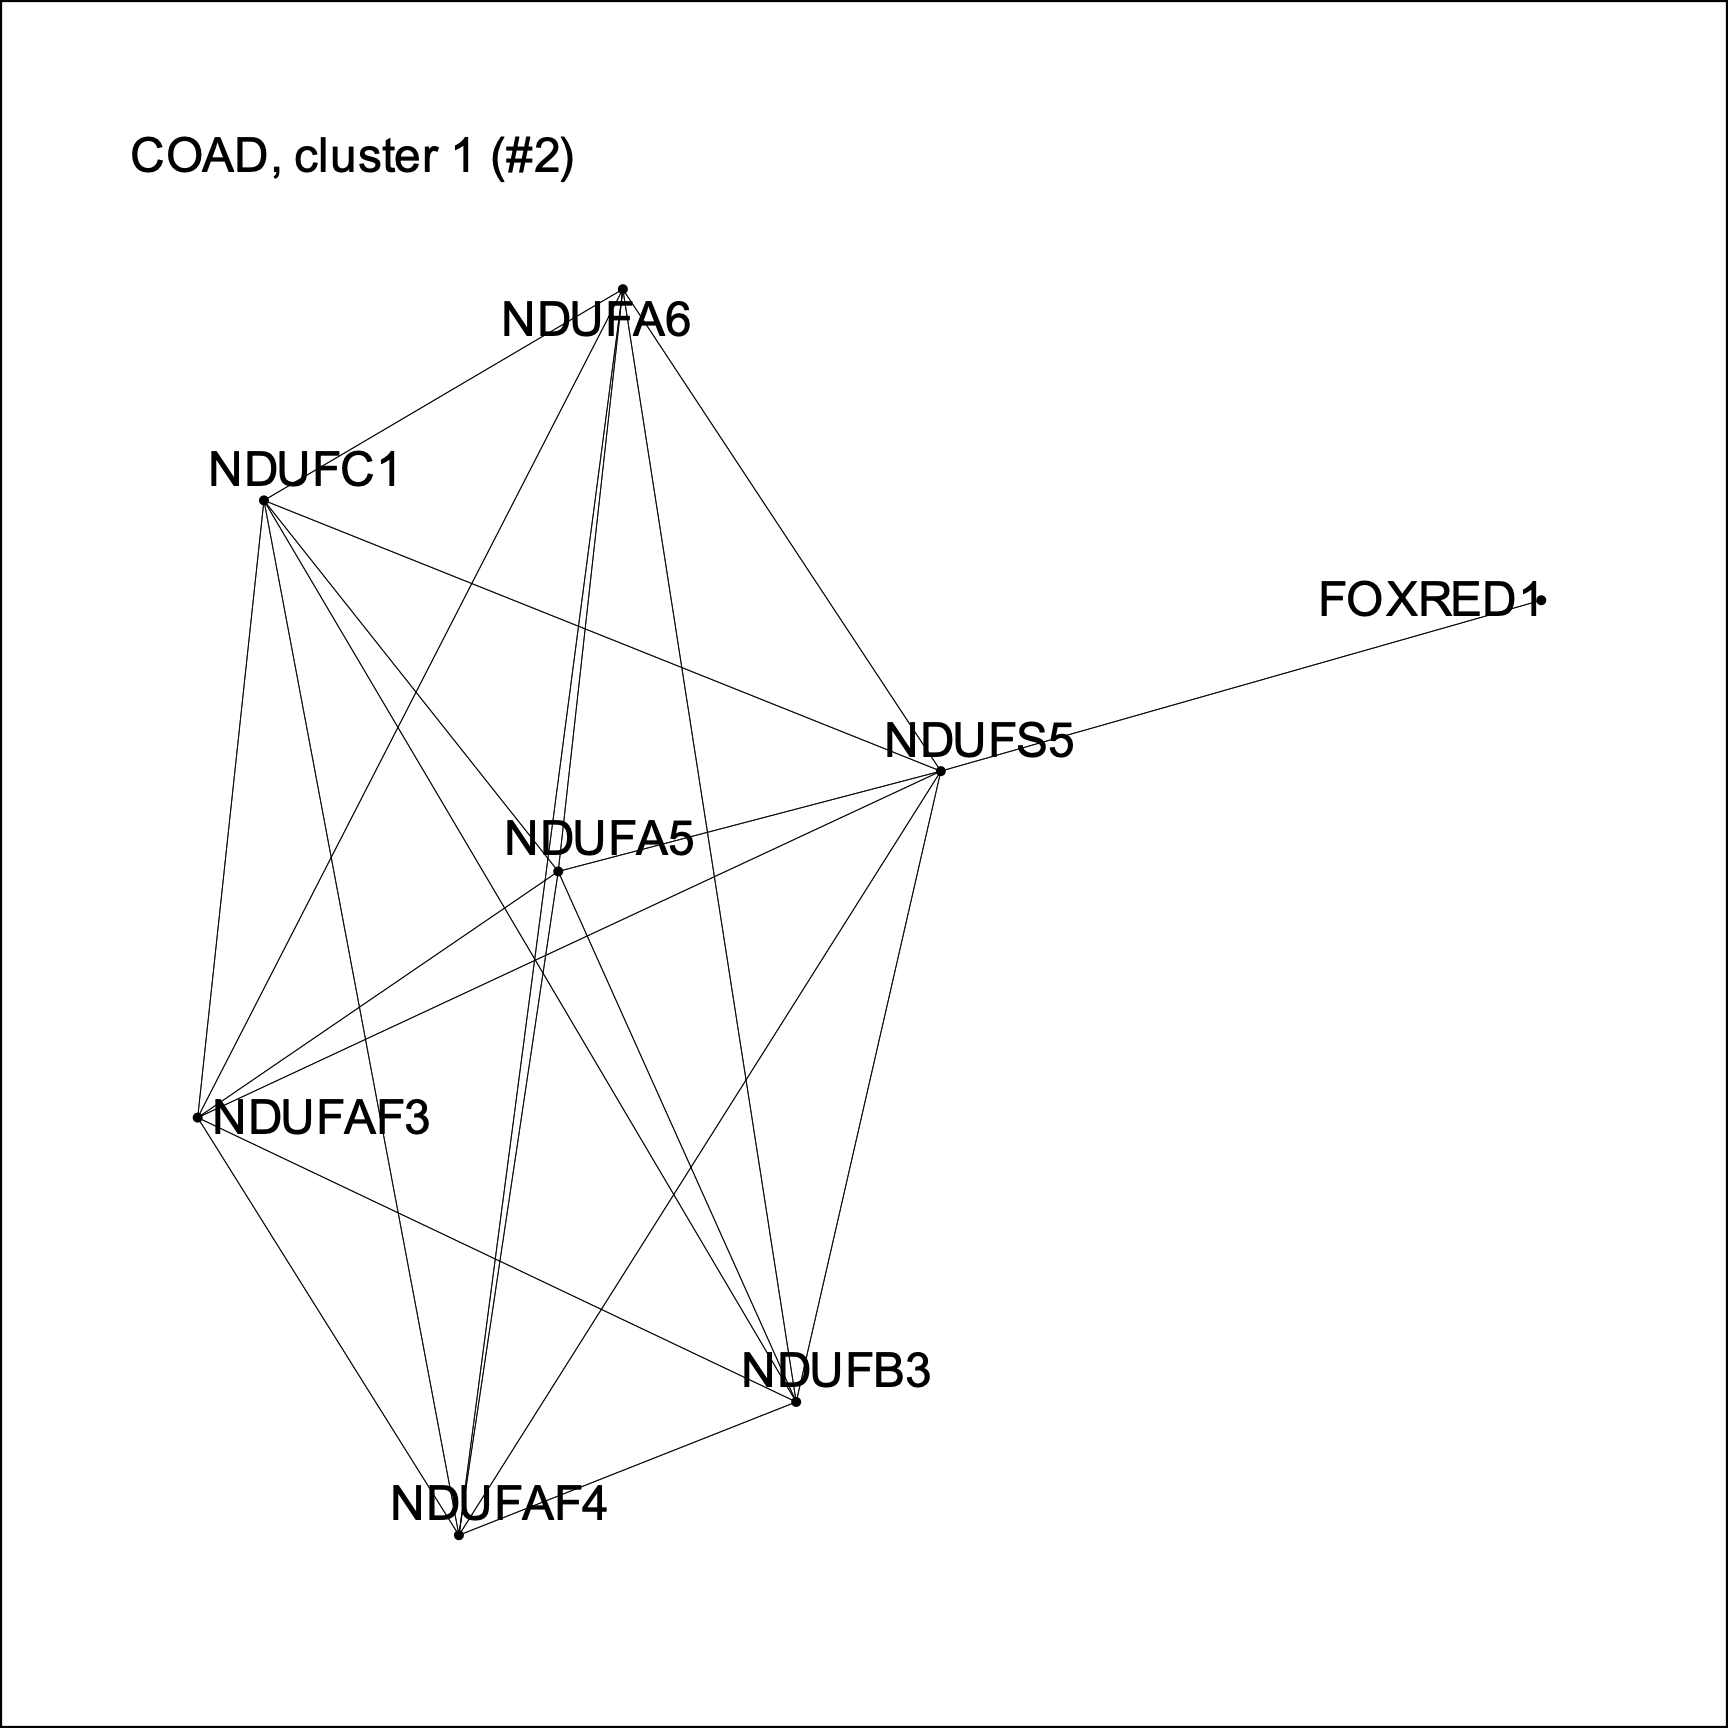 COAD, cluster 1 (#2)
NDUFA6
NDUFC1
FOXRED1
NDUFS5
NDUFA5
NDUFAF3
NDUFB3
NDUFAF4